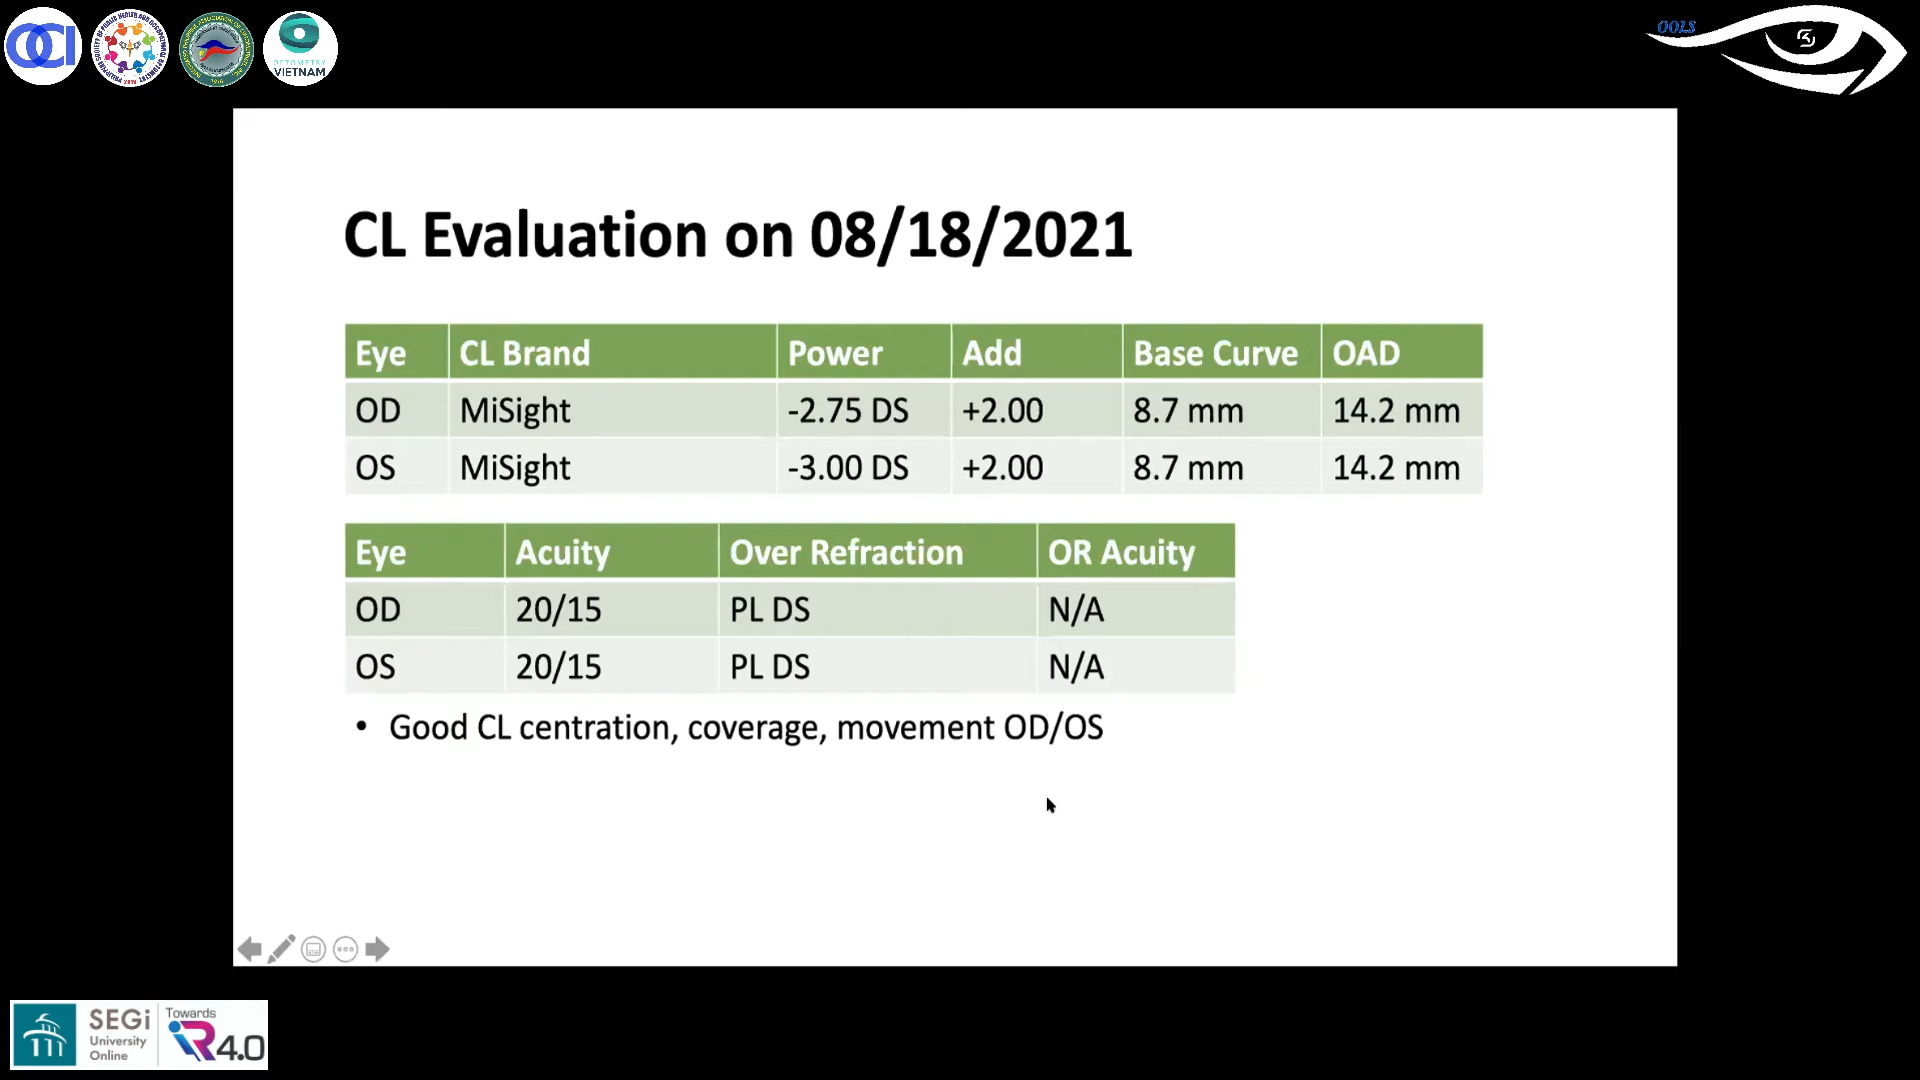 OCI
OPTOMETRY
VIETNAM
OOLS
CL Evaluation on 08/18/2021
Eye CL Brand Power Add Base Curve OAD
OD MiSight -2.75 DS +2.00 8.7 mm 14.2 mm
OS MiSight -3.00 DS +2.00 8.7 mm 14.2 mm
Eye Acuity Over Refraction OR Acuity
OD 20/15 PL DS N/A
OS 20/15 PL DS N/A
• Good CL centration, coverage, movement OD/OS
SEGi
University
Online
Towards
iR4.0